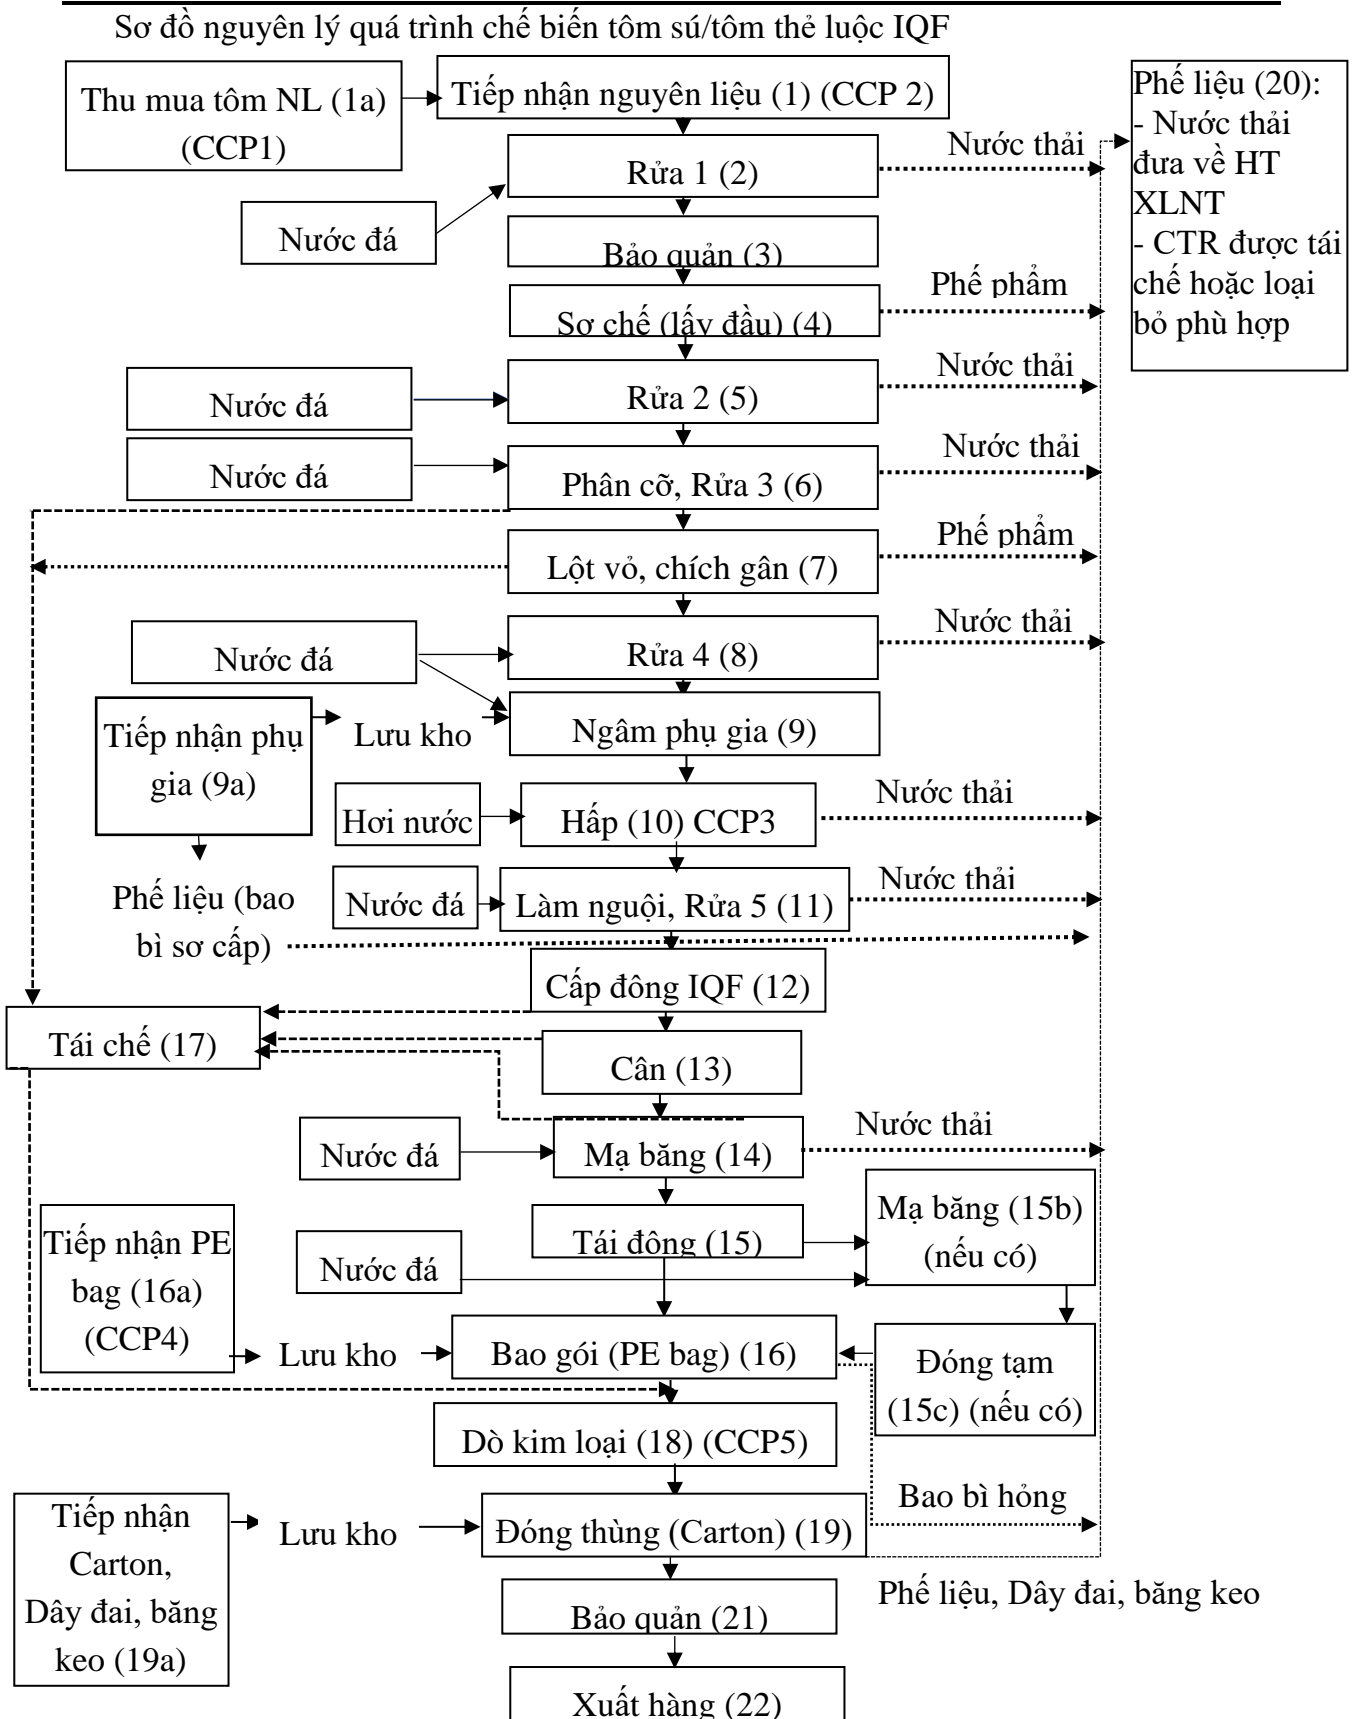 Sơ đồ nguyên lý quá trình chế biến tôm sú/tôm thẻ luộc IQF
Thu mua tôm NL (1a)
(CCP1)
Tiếp nhận nguyên liệu (1) (CCP 2)
Phế liệu (20):
- Nước thải
đưa về HT
XLNT
- CTR được tái
chế hoặc loại
bỏ phù hợp
Rửa 1 (2)
Nước thải
Nước đá
Bảo quản (3)
Sơ chế (lấy đầu) (4)
Phế phẩm
Nước đá
Rửa 2 (5)
Nước thải
Nước đá
Phân cỡ, Rửa 3 (6)
Nước thải
Lột vỏ, chích gân (7)
Phế phẩm
Nước đá
Rửa 4 (8)
Nước thải
Tiếp nhận phụ
gia (9a)
Lưu kho
Ngâm phụ gia (9)
Hơi nước
Hấp (10) CCP3
Nước thải
Phế liệu (bao
bì sơ cấp)
Nước đá
Làm nguội, Rửa 5 (11)
Nước thải
Cấp đông IQF (12)
Tái chế (17)
Cân (13)
Nước đá
Mạ băng (14)
Nước thải
Tiếp nhận PE
bag (16a)
(CCP4)
Nước đá
Tái đông (15)
Mạ băng (15b)
(nếu có)
Lưu kho
Bao gói (PE bag) (16)
Đóng tạm
(15c) (nếu có)
Dò kim loại (18) (CCP5)
Bao bì hỏng
Tiếp nhận
Carton,
Dây đai, băng
keo (19a)
Lưu kho
Đóng thùng (Carton) (19)
Phế liệu, Dây đai, băng keo
Bảo quản (21)
Xuất hàng (22)